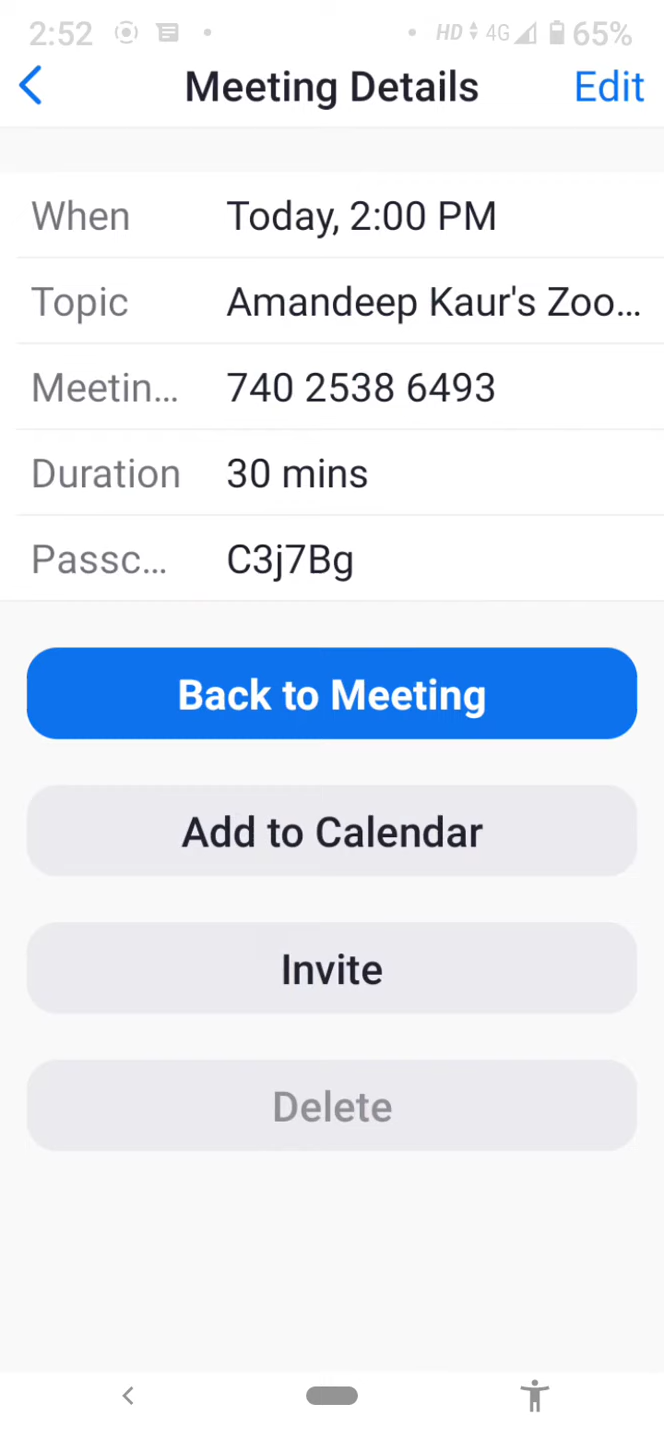 2:52 HD 4G 65%
Meeting Details Edit
When Today, 2:00 PM
Topic Amandeep Kaur's Zoo...
Meetin... 740 2538 6493
Duration 30 mins
Passc... C3j7Bg
Back to Meeting
Add to Calendar
Invite
Delete